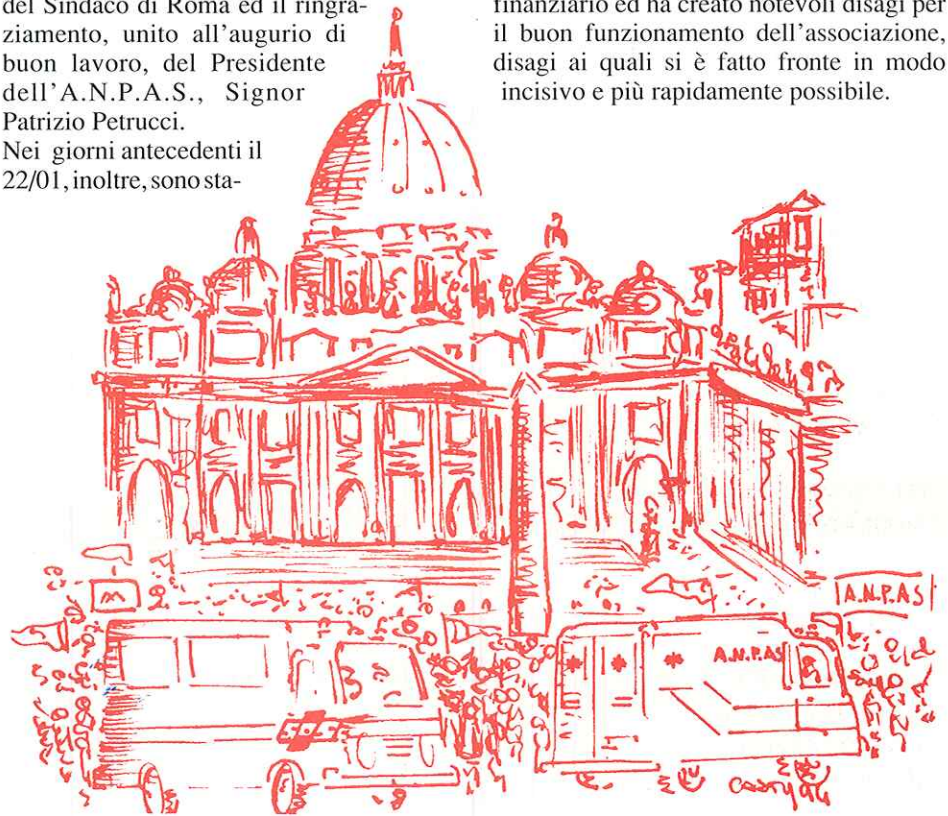 del Sindaco di Roma ed il ringra-
ziamento, unito all'augurio di
buon lavoro, del Presidente
dell'A.N.P.A.S., Signor
Patrizio Petrucci.
Nei giorni antecedenti il
22/01, inoltre, sono sta-
finanziario ed ha creato notevoli disagi per
il buon funzionamento dell'associazione,
disagi ai quali si è fatto fronte in modo
incisivo e più rapidamente possibile.
A.N.P.A.S
A.N.P.AS